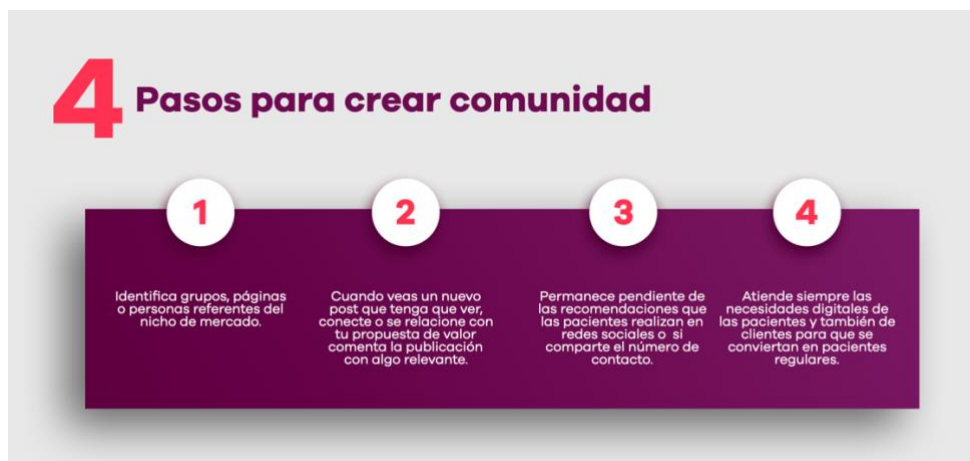 4 Pasos para crear comunidad
1
Identifica grupos, páginas
o personas referentes del
nicho de mercado.
2
Cuando veas un nuevo
post que tenga que ver,
conecte o se relacione con
tu propuesta de valor
comenta la publicación
con algo relevante.
3
Permanece pendiente de
las recomendaciones que
las pacientes realizan en
redes sociales o si
comparte el número de
contacto.
4
Atiende siempre las
necesidades digitales de
las pacientes y también de
clientes para que se
conviertan en pacientes
regulares.